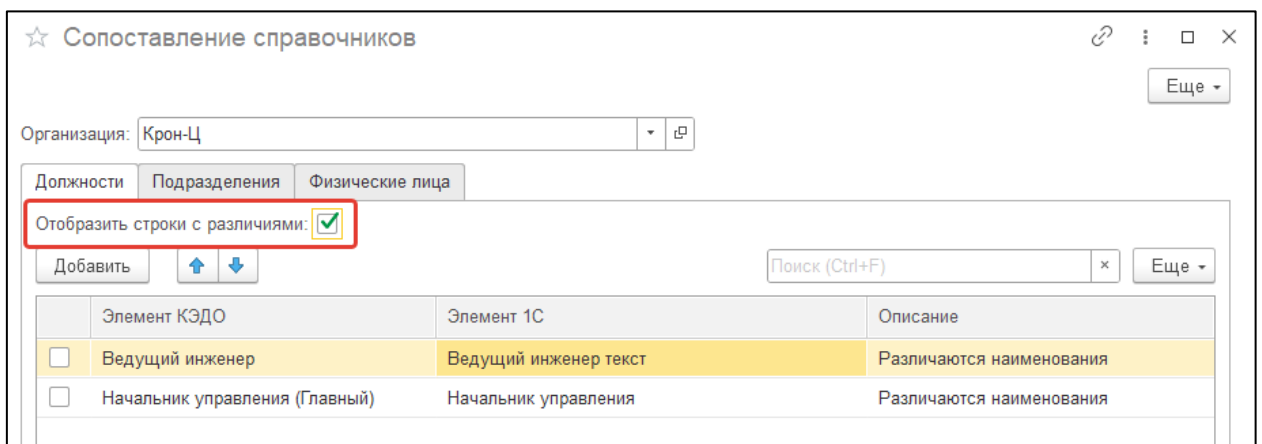 Сопоставление справочников
Еще
Организация: Крон-Ц
Должности Подразделения Физические лица
Отобразить строки с различиями:
Добавить Поиск (Ctrl+F) × Еще
Элемент КЭДО Элемент 1С Описание
Ведущий инженер Ведущий инженер текст Различаются наименования
Начальник управления (Главный) Начальник управления Различаются наименования